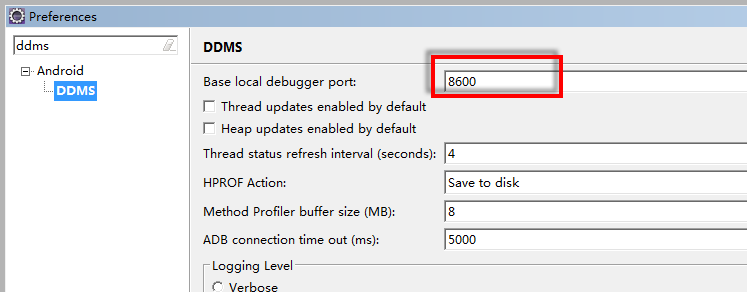 Preferences
ddms
Android
DDMS
DDMS
Base local debugger port:
8600
Thread updates enabled by default
Heap updates enabled by default
Thread status refresh interval (seconds):
4
HPROF Action:
Save to disk
Method Profiler buffer size (MB):
8
ADB connection time out (ms):
5000
Logging Level
Verbose